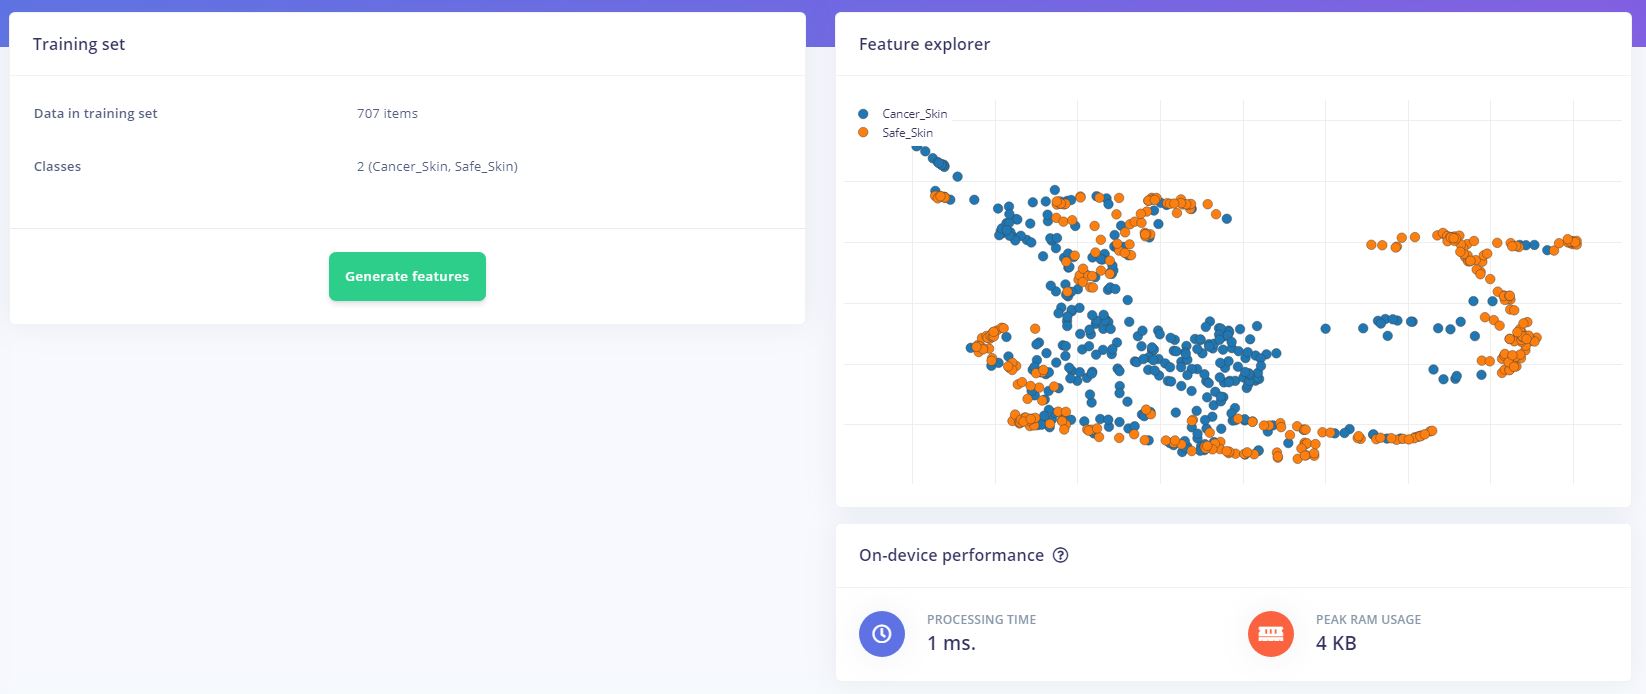 Training set
Data in training set 707 items
Classes 2 (Cancer_Skin, Safe_Skin)
Generate features
Feature explorer
Cancer_Skin
Safe_Skin
On-device performance ?
PROCESSING TIME
1 ms.
PEAK RAM USAGE
4 KB